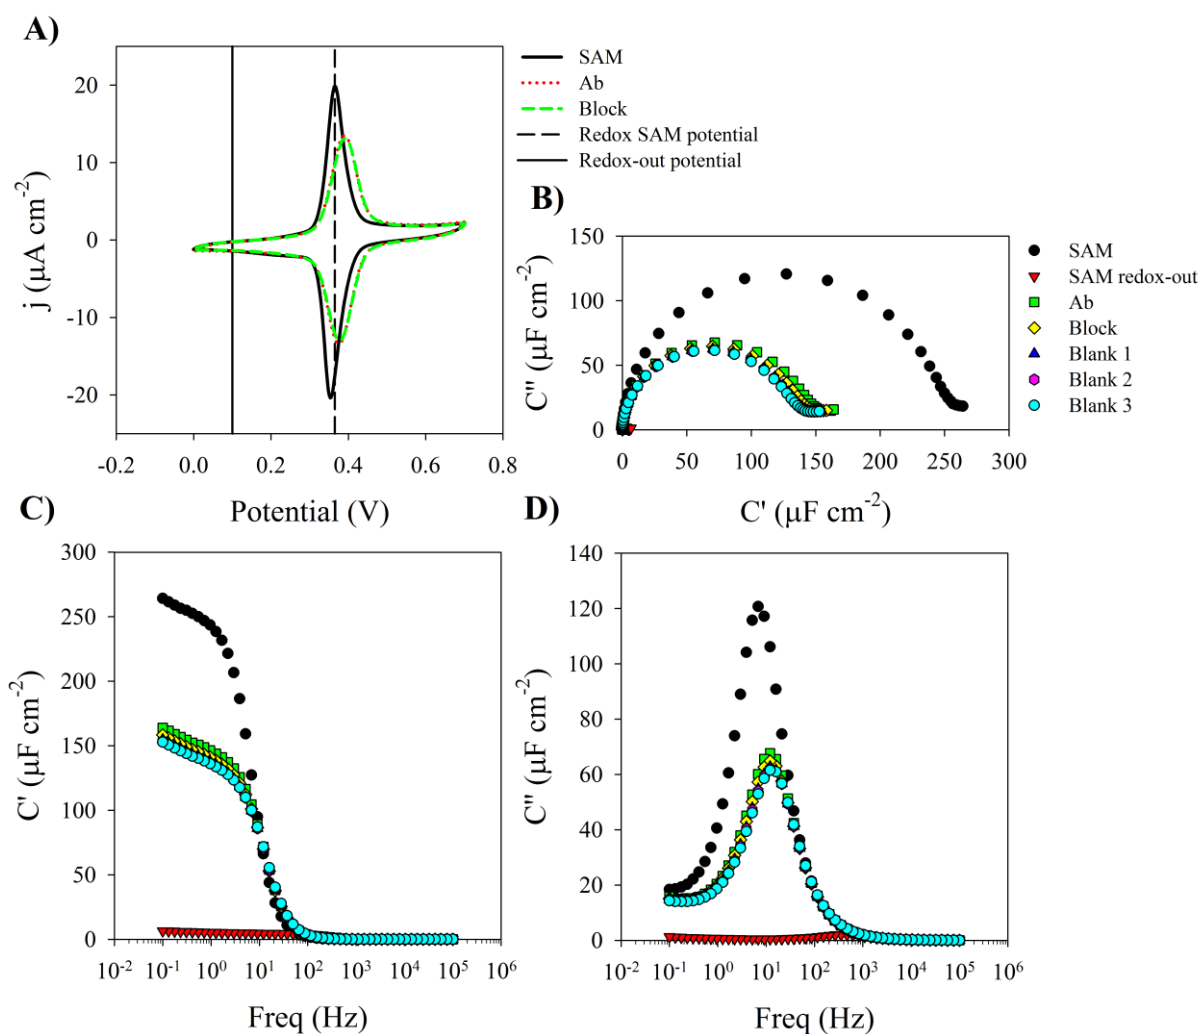 A)
20
10
0
-10
-20
-0.2
0.0
0.2
0.4
0.6
0.8
j (µA cm-2)
Potential (V)
SAM
Ab
Block
Redox SAM potential
Redox-out potential
B)
150
100
50
0
0
50
100
150
200
250
300
C'' (µF cm-2)
C' (µF cm-2)
SAM
SAM redox-out
Ab
Block
Blank 1
Blank 2
Blank 3
C)
300
250
200
150
100
50
0
10-2
10-1
100
101
102
103
104
105
106
C' (µF cm-2)
Freq (Hz)
D)
140
120
100
80
60
40
20
0
10-2
10-1
100
101
102
103
104
105
106
C'' (µF cm-2)
Freq (Hz)